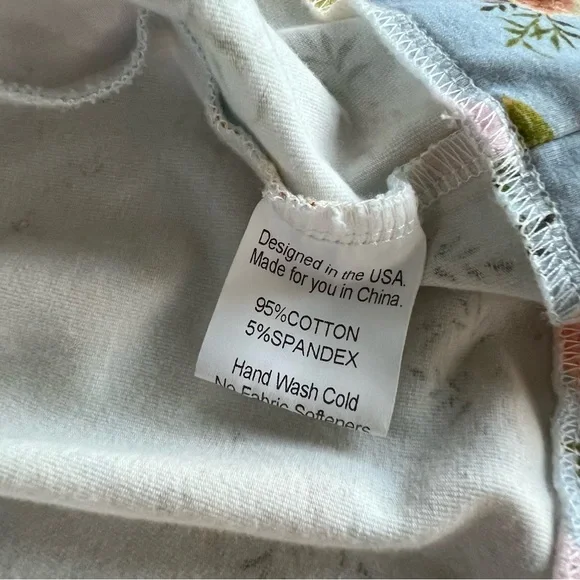 Designed in the USA.
Made for you in China.
95%COTTON
5%SPANDEX
Hand Wash Cold
No Fabric Softeners